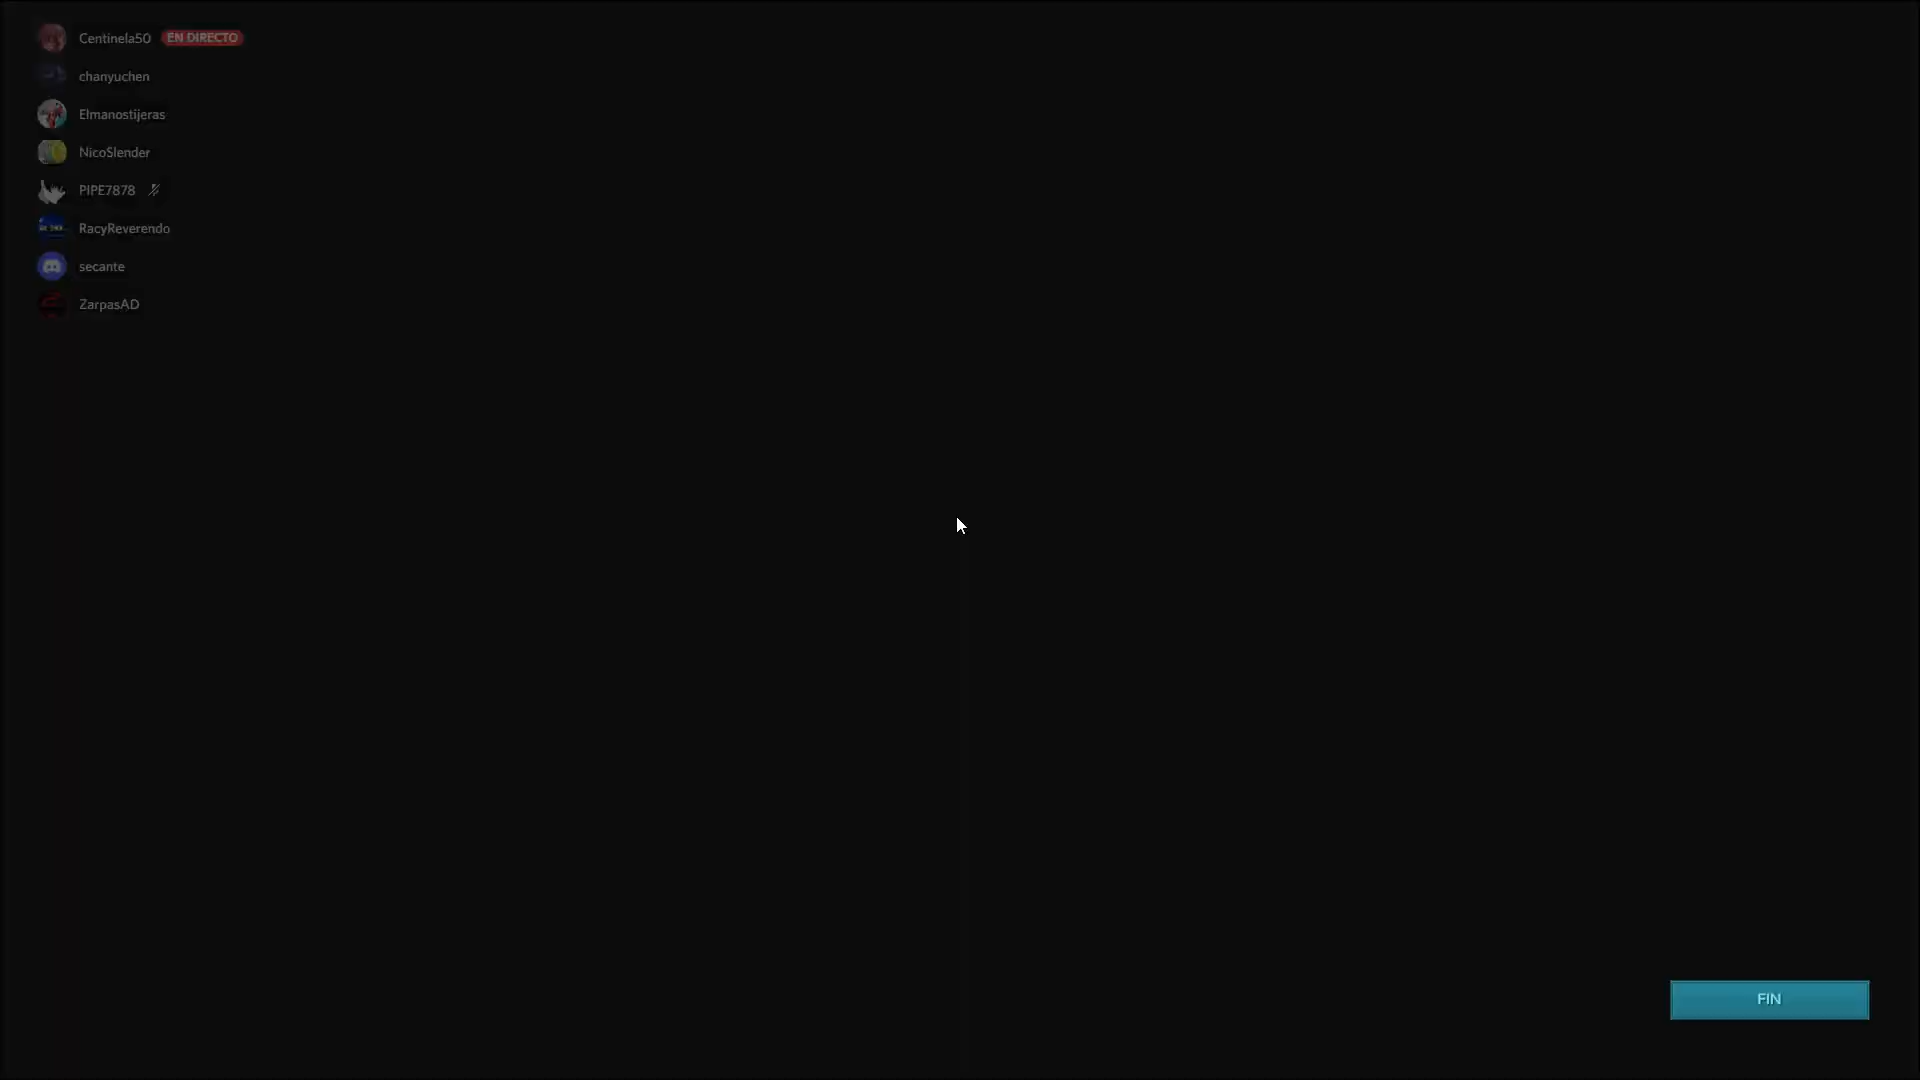 Centinela50 EN DIRECTO
chanyuchen
Elmanostijeras
NicoSlender
PIPE7878
RacyReverendo
secante
ZarpasAD
FIN